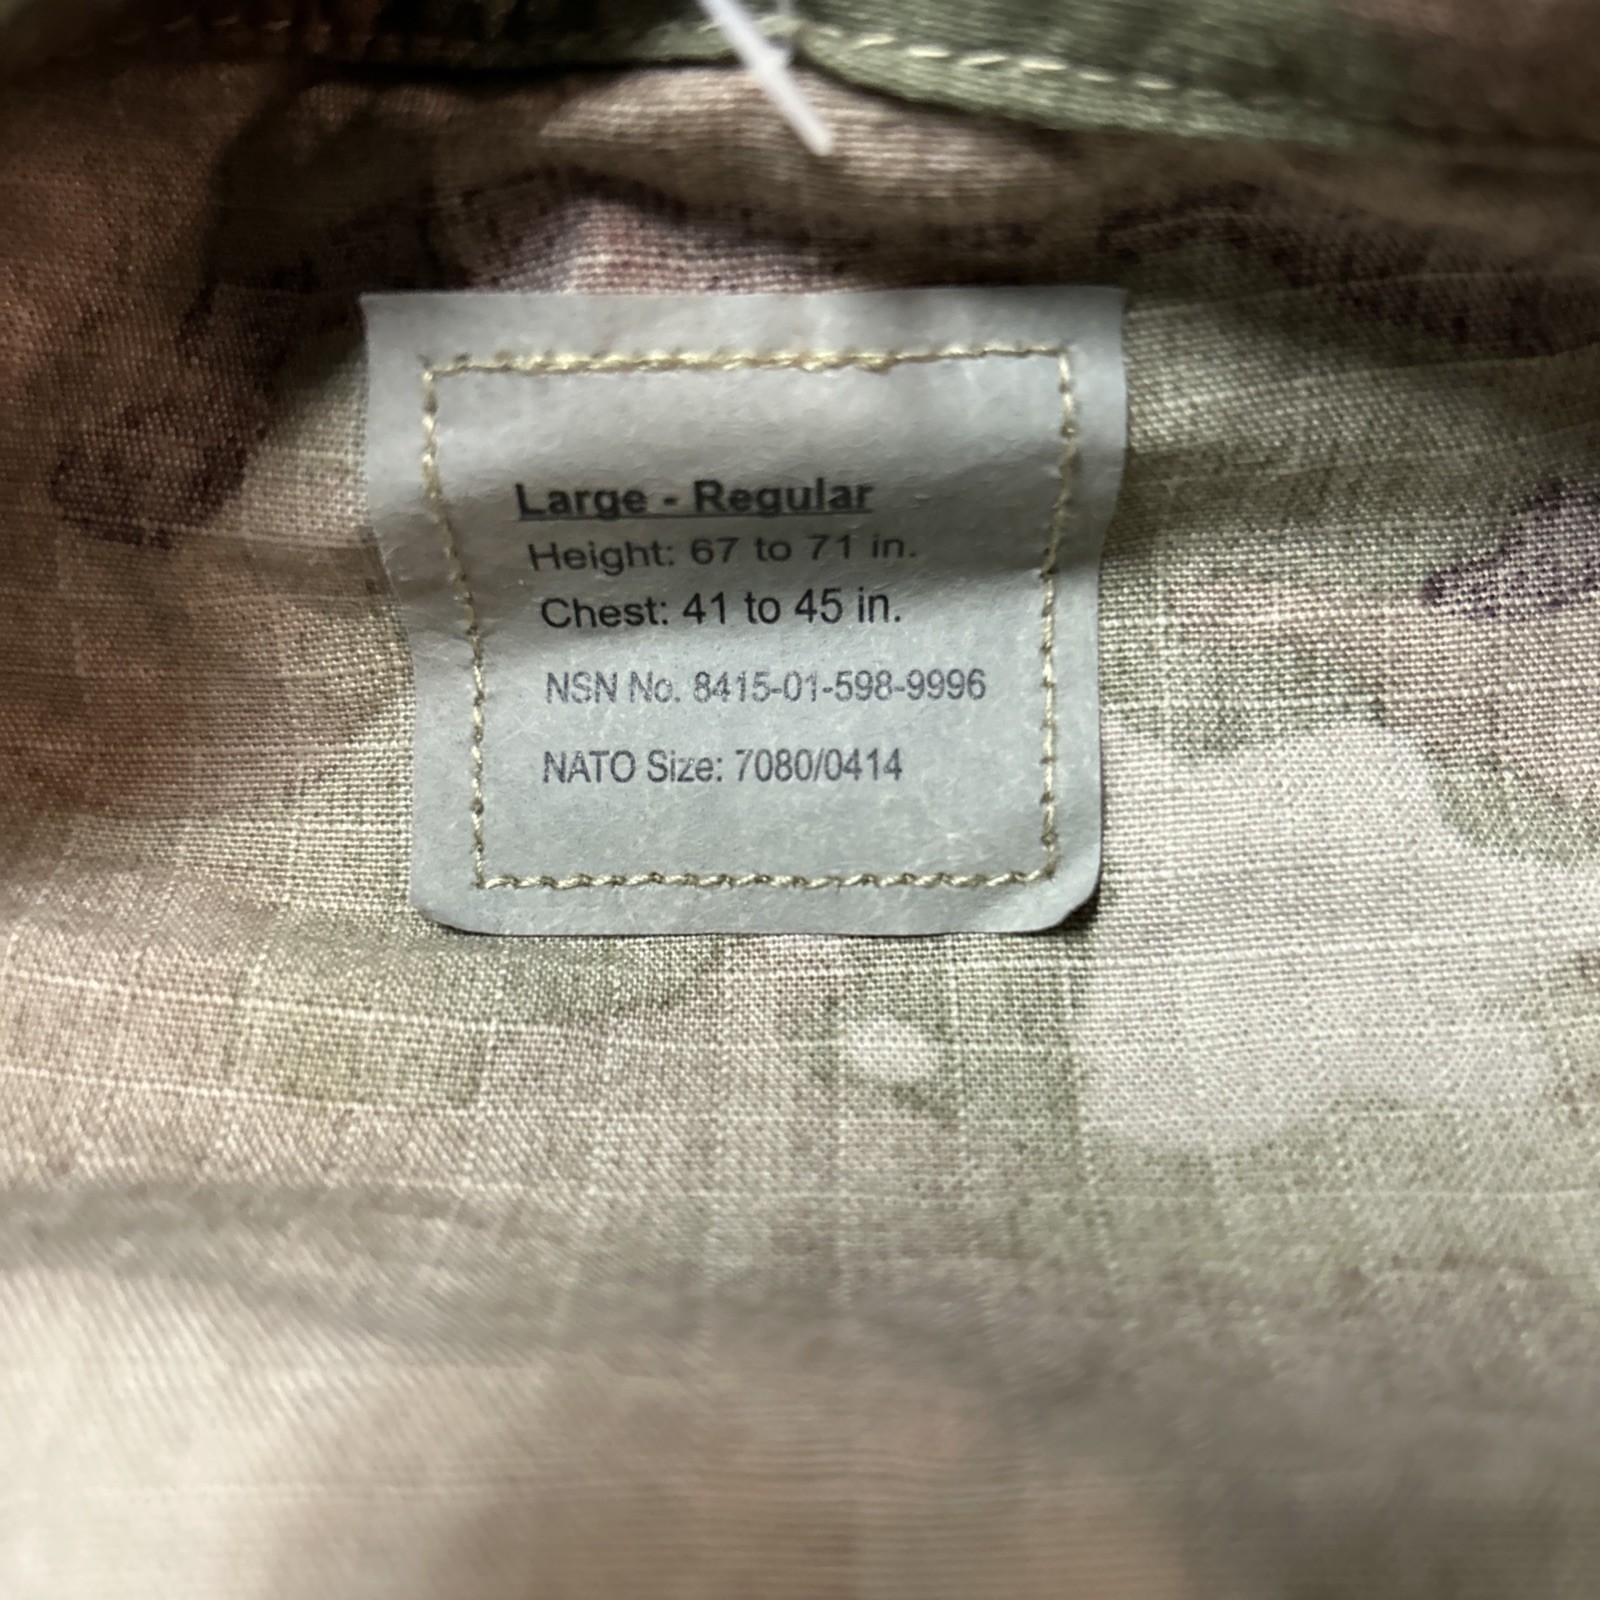 Large - Regular
Height: 67 to 71 in.
Chest: 41 to 45 in.
NSN No. 8415-01-598-9996
NATO Size: 7080/0414